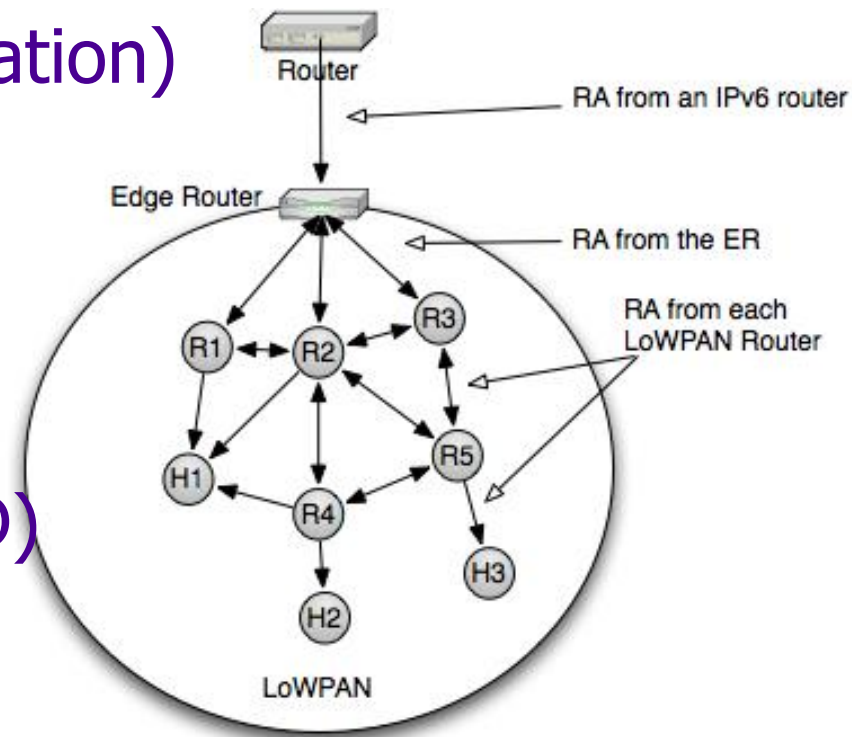 ation)
Router
RA from an IPv6 router
Edge Router
RA from the ER
RA from each
LoWPAN Router
R1
R2
R3
H1
R5
R4
)
H3
H2
LoWPAN